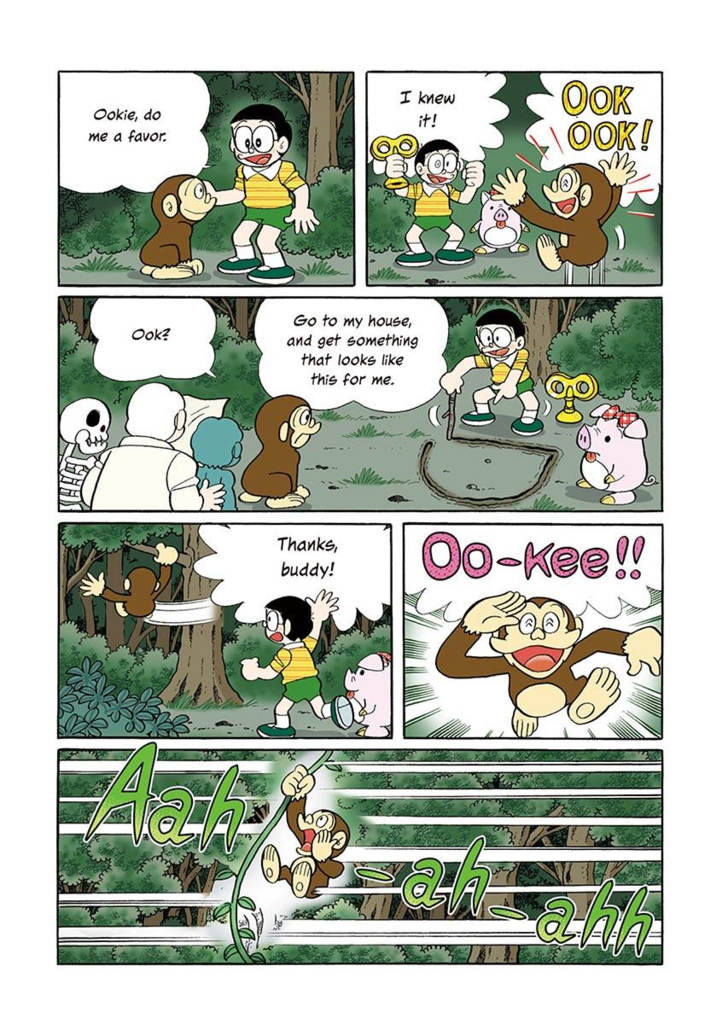 Ookie, do
me a favor.
I knew
it!
OOK
OOK!
Ook?
Go to my house,
and get something
that looks like
this for me.
Thanks,
buddy!
Oo-Kee!!
Aah
-ah
-ahh